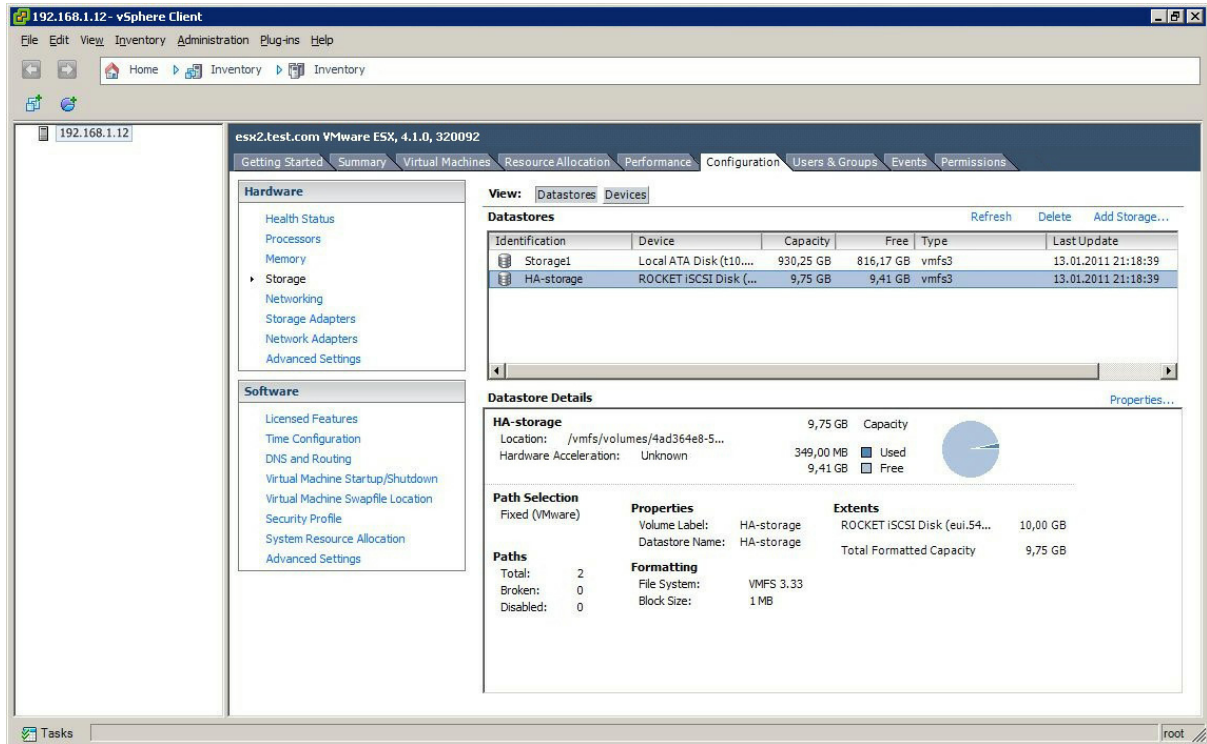 192.168.1.12 - vSphere Client
File Edit View Inventory Administration Plug-ins Help
Home Inventory Inventory
192.168.1.12
esx2.test.com VMware ESX, 4.1.0, 320092
Getting Started Summary Virtual Machines Resource Allocation Performance Configuration Users & Groups Events Permissions
Hardware
Health Status
Processors
Memory
Storage
Networking
Storage Adapters
Network Adapters
Advanced Settings
Software
Licensed Features
Time Configuration
DNS and Routing
Virtual Machine Startup/Shutdown
Virtual Machine Swapfile Location
Security Profile
System Resource Allocation
Advanced Settings
View: Datastores Devices
Datastores Refresh Delete Add Storage...
Identification Device Capacity Free Type Last Update
Storage1 Local ATA Disk (t10.... 930,25 GB 816,17 GB vmfs3 13.01.2011 21:18:39
HA-storage ROCKET iSCSI Disk (... 9,75 GB 9,41 GB vmfs3 13.01.2011 21:18:39
Datastore Details Properties...
HA-storage 9,75 GB Capacity
Location: /vmfs/volumes/4ad364e8-5...
Hardware Acceleration: Unknown 349,00 MB Used
9,41 GB Free
Path Selection
Fixed (VMware)
Paths
Total: 2
Broken: 0
Disabled: 0
Properties
Volume Label: HA-storage
Datastore Name: HA-storage
Formatting
File System: VMFS 3.33
Block Size: 1 MB
Extents
ROCKET iSCSI Disk (eui.54... 10,00 GB
Total Formatted Capacity 9,75 GB
Tasks root